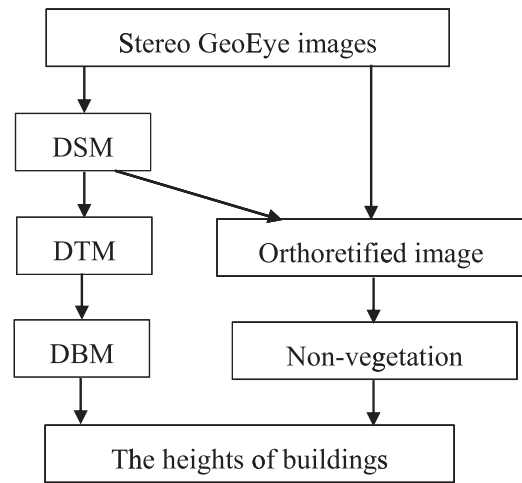 Stereo GeoEye images
DSM
DTM
Orthoretified image
DBM
Non-vegetation
The heights of buildings